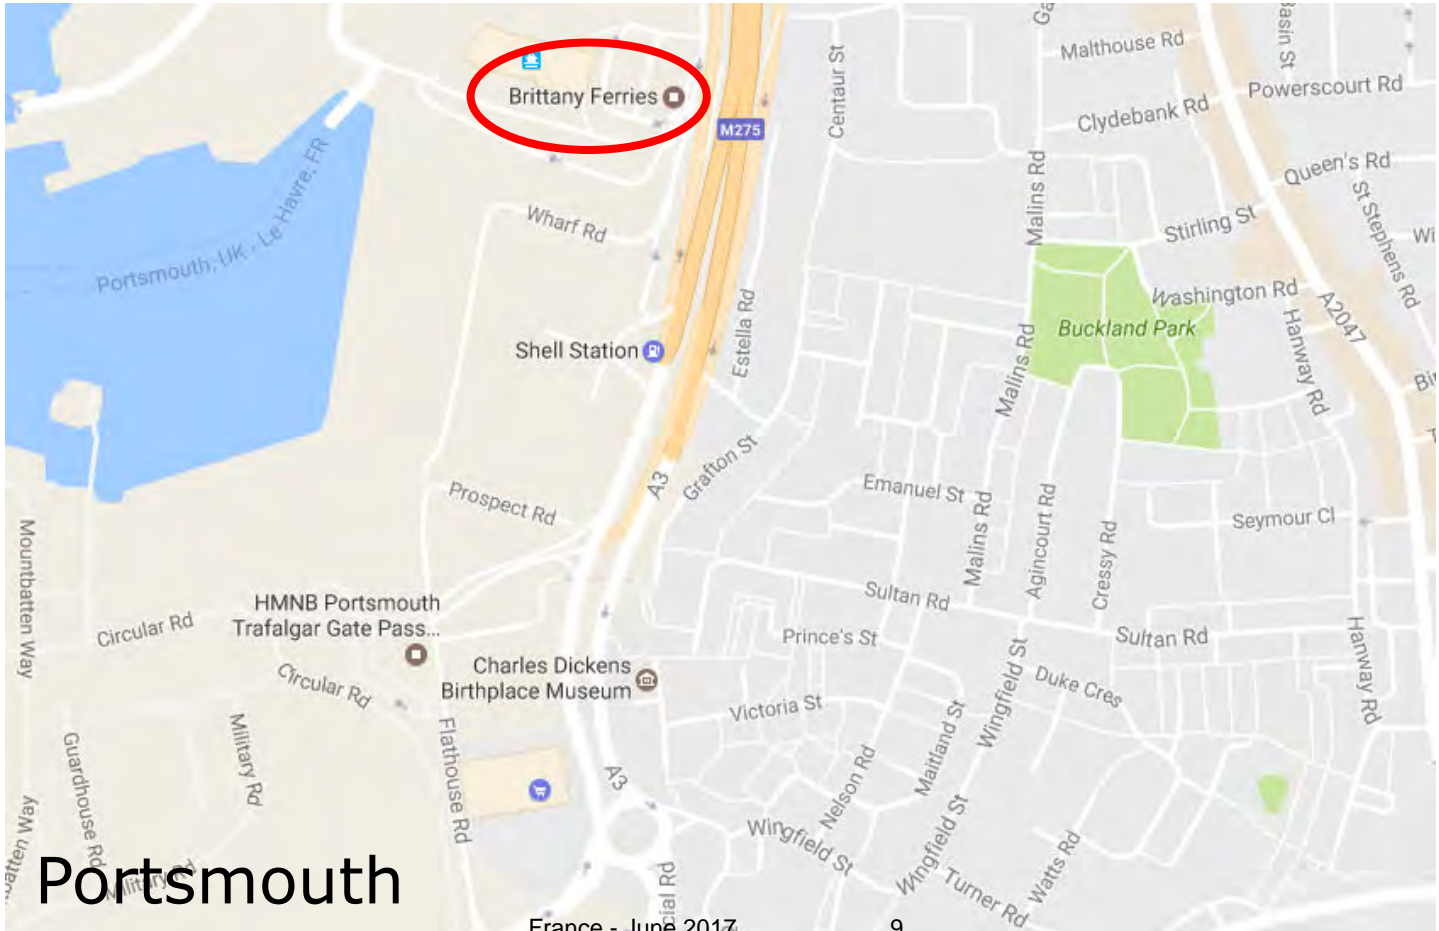 Malthouse Rd
Basin St
Centaur St
Brittany Ferries
Powerscourt Rd
Clydebank Rd
M275
Queen's Rd
Malins Rd
St Stephens Rd
Stirling St
Wharf Rd
Portsmouth, UK - Le Havre, FR
Washington Rd
A2047
Buckland Park
Estella Rd
Hanway Rd
Shell Station
Malins Rd
Grafton St
A3
Emanuel St
Prospect Rd
Malins Rd
Agincourt Rd
Cressy Rd
Seymour Cl
Mountbatten Way
HMNB Portsmouth
Trafalgar Gate Pass...
Sultan Rd
Circular Rd
Prince's St
Sultan Rd
Hanway Rd
Charles Dickens
Birthplace Museum
Circular Rd
Wingfield St
Duke Cres
Victoria St
Maitland St
Military Rd
Flathouse Rd
Guardhouse Rd
A3
Nelson Rd
Wingfield St
Wingfield St
Watts Rd
Turner Rd
Military Rd
Portsmouth
France - June 2017
9